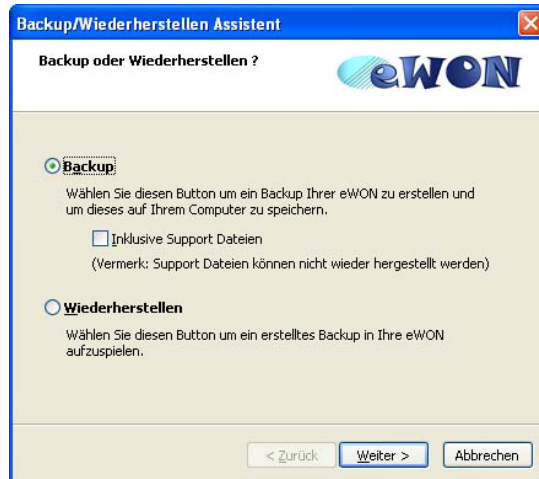 Backup/Wiederherstellen Assistent
Backup oder Wiederherstellen ?
eWON
Backup
Wählen Sie diesen Button um ein Backup Ihrer eWON zu erstellen und
um dieses auf Ihrem Computer zu speichern.
Inklusive Support Dateien
(Vermerk: Support Dateien können nicht wieder hergestellt werden)
Wiederherstellen
Wählen Sie diesen Button um ein erstelltes Backup in Ihre eWON
aufzuspielen.
< Zurück Weiter > Abbrechen